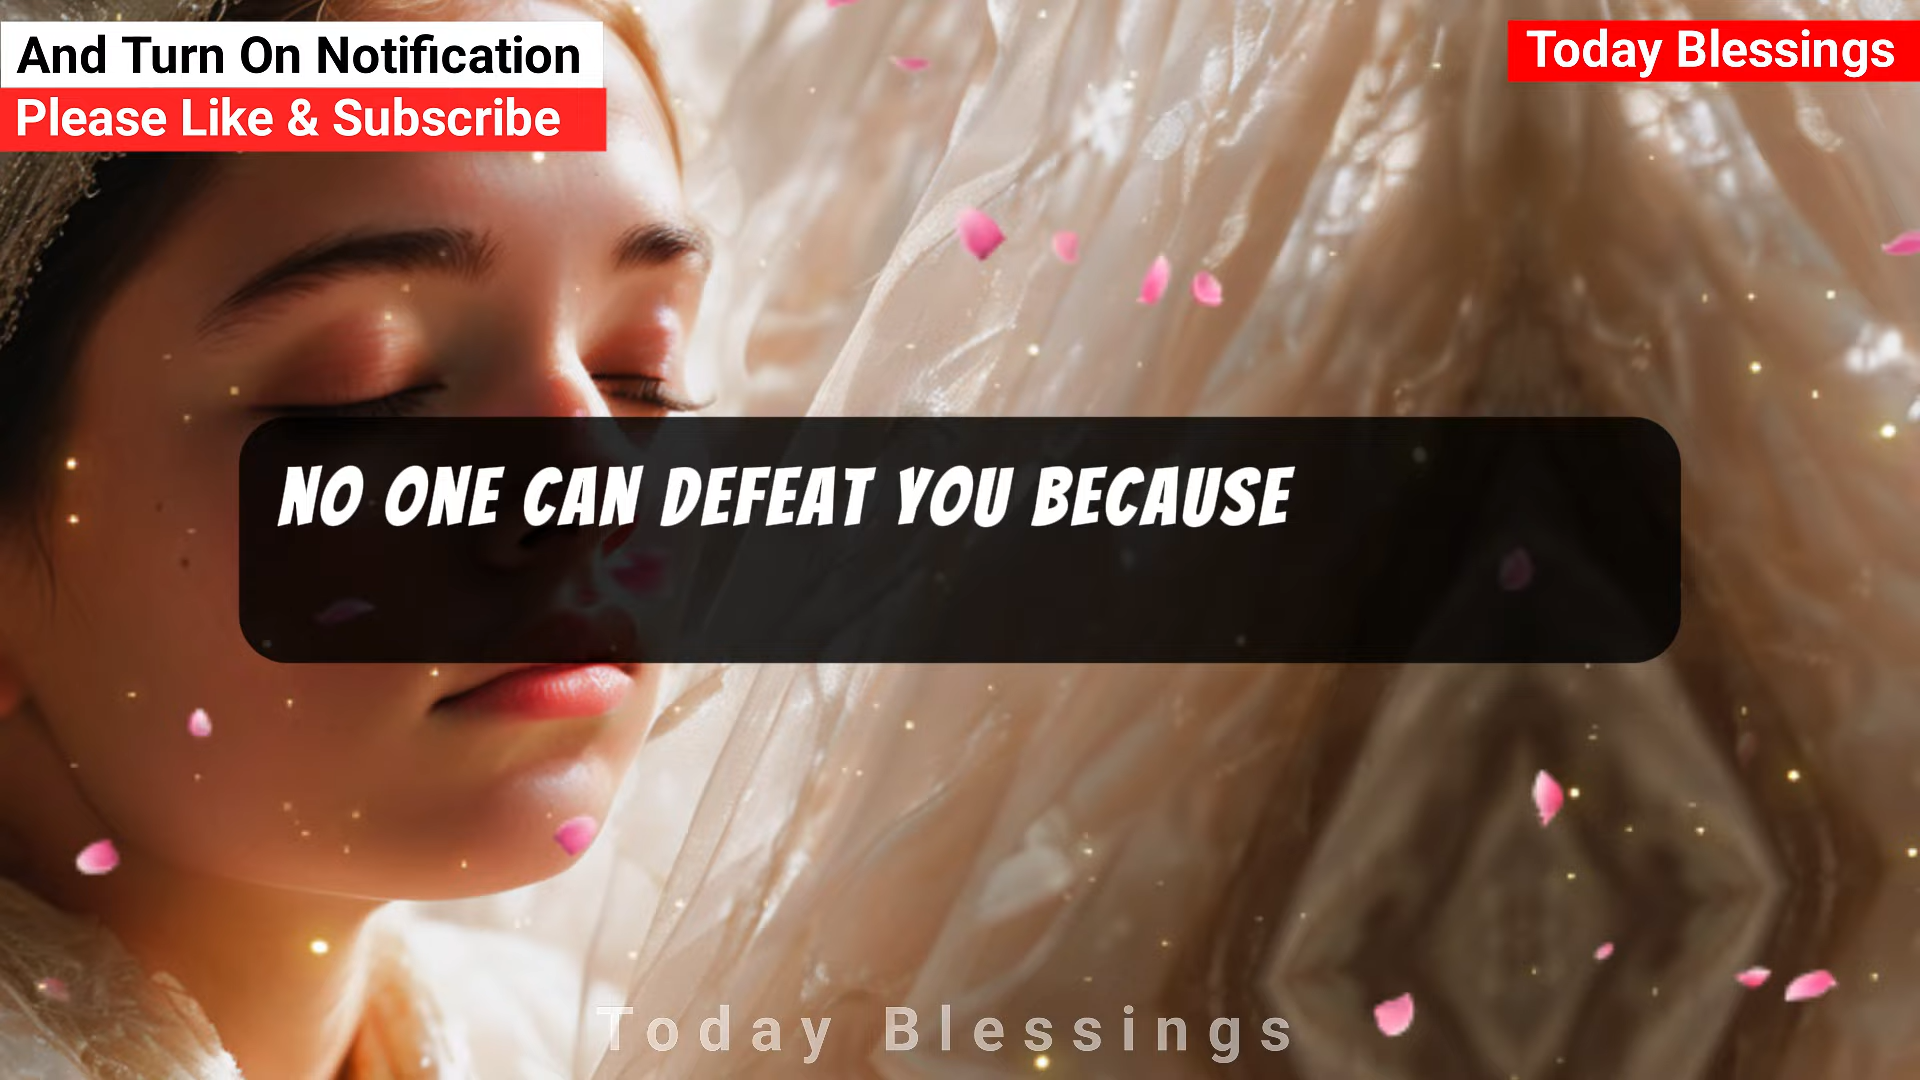 And Turn On Notification
Please Like & Subscribe
Today Blessings
NO ONE CAN DEFEAT YOU BECAUSE
Today Blessings